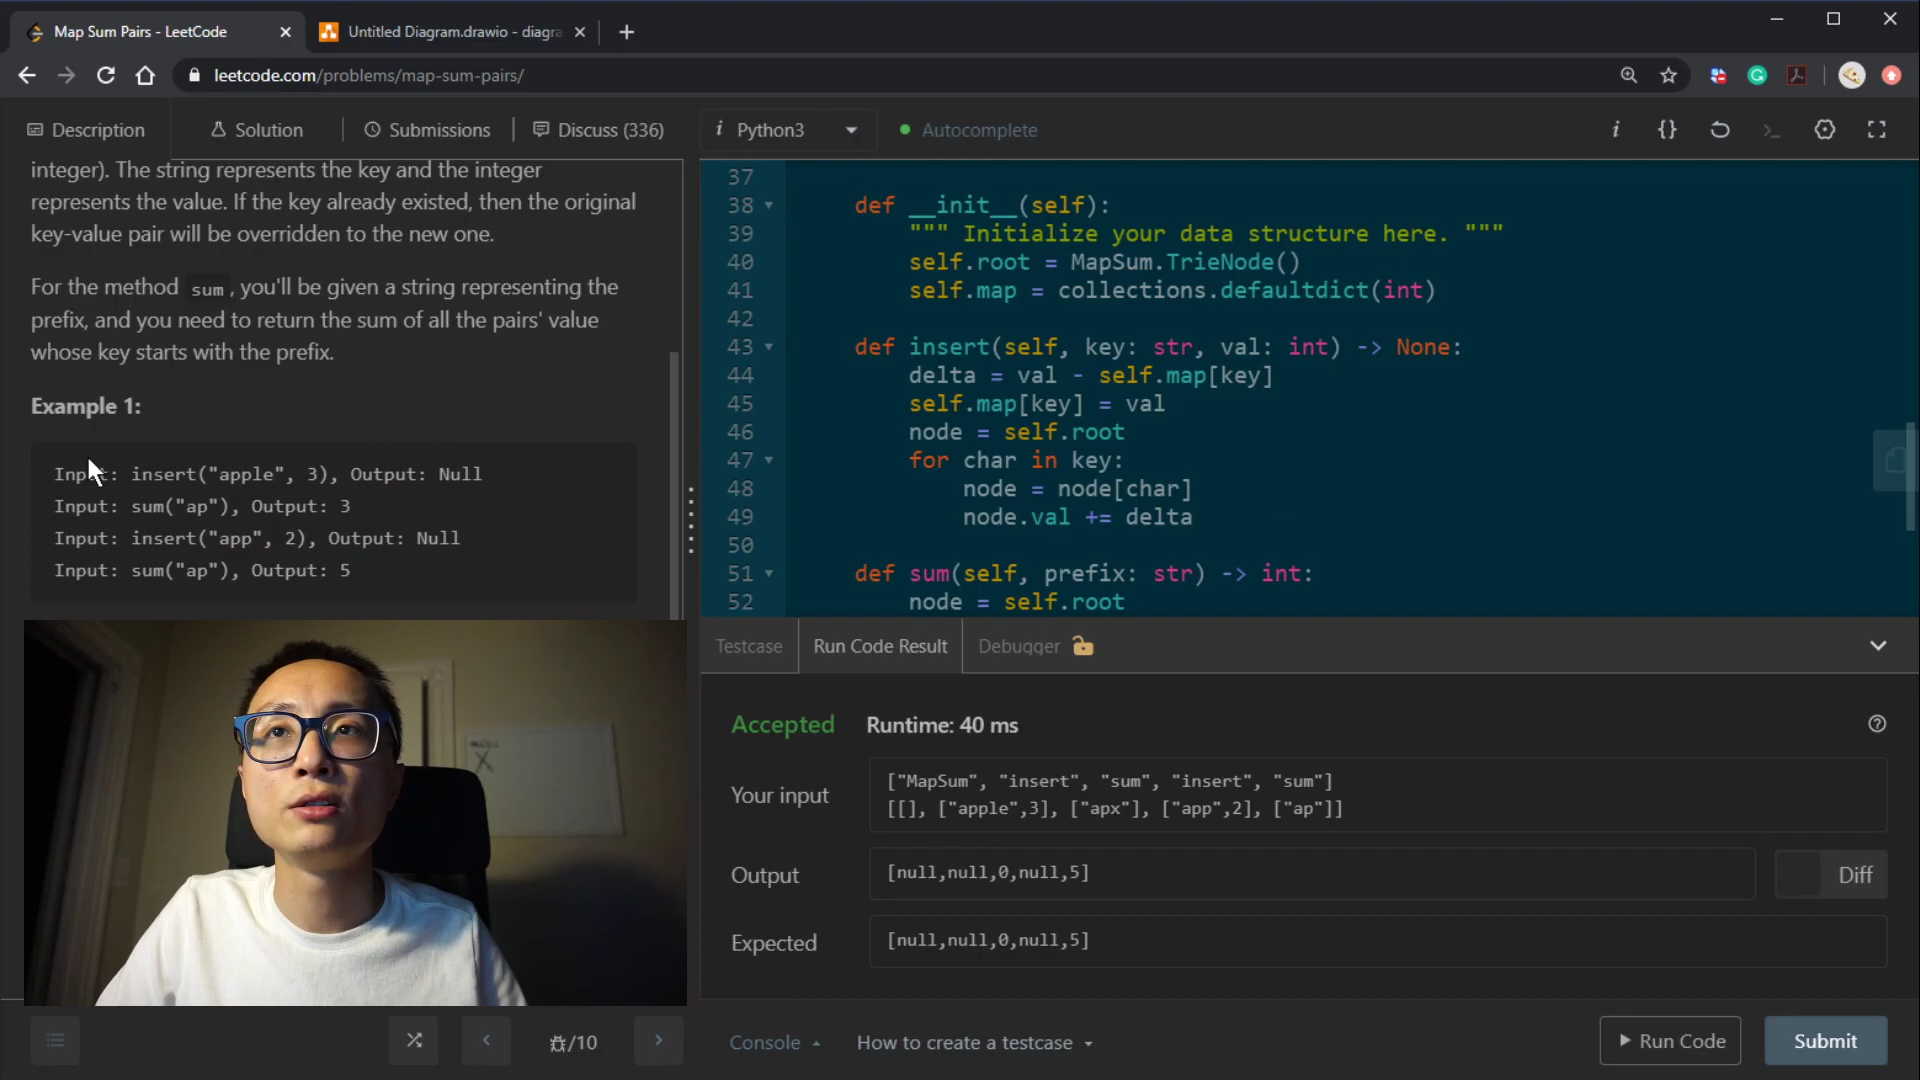 Map Sum Pairs - LeetCode
Untitled Diagram.drawio - diagra
leetcode.com/problems/map-sum-pairs/
Description
Solution
Submissions
Discuss (336)
integer). The string represents the key and the integer
represents the value. If the key already existed, then the original
key-value pair will be overridden to the new one.
For the method sum, you'll be given a string representing the
prefix, and you need to return the sum of all the pairs' value
whose key starts with the prefix.
Example 1:
Input: insert("apple", 3), Output: Null
Input: sum("ap"), Output: 3
Input: insert("app", 2), Output: Null
Input: sum("ap"), Output: 5
i Python3
Autocomplete
37
38 def __init__(self):
39 """ Initialize your data structure here. """
40 self.root = MapSum.TrieNode()
41 self.map = collections.defaultdict(int)
42
43 def insert(self, key: str, val: int) -> None:
44 delta = val - self.map[key]
45 self.map[key] = val
46 node = self.root
47 for char in key:
48 node = node[char]
49 node.val += delta
50
51 def sum(self, prefix: str) -> int:
52 node = self.root
Testcase
Run Code Result
Debugger
Accepted
Runtime: 40 ms
Your input
["MapSum", "insert", "sum", "insert", "sum"]
[[], ["apple",3], ["apx"], ["app",2], ["ap"]]
Output
[null,null,0,null,5]
Diff
Expected
[null,null,0,null,5]
/10
Console
How to create a testcase
Run Code
Submit